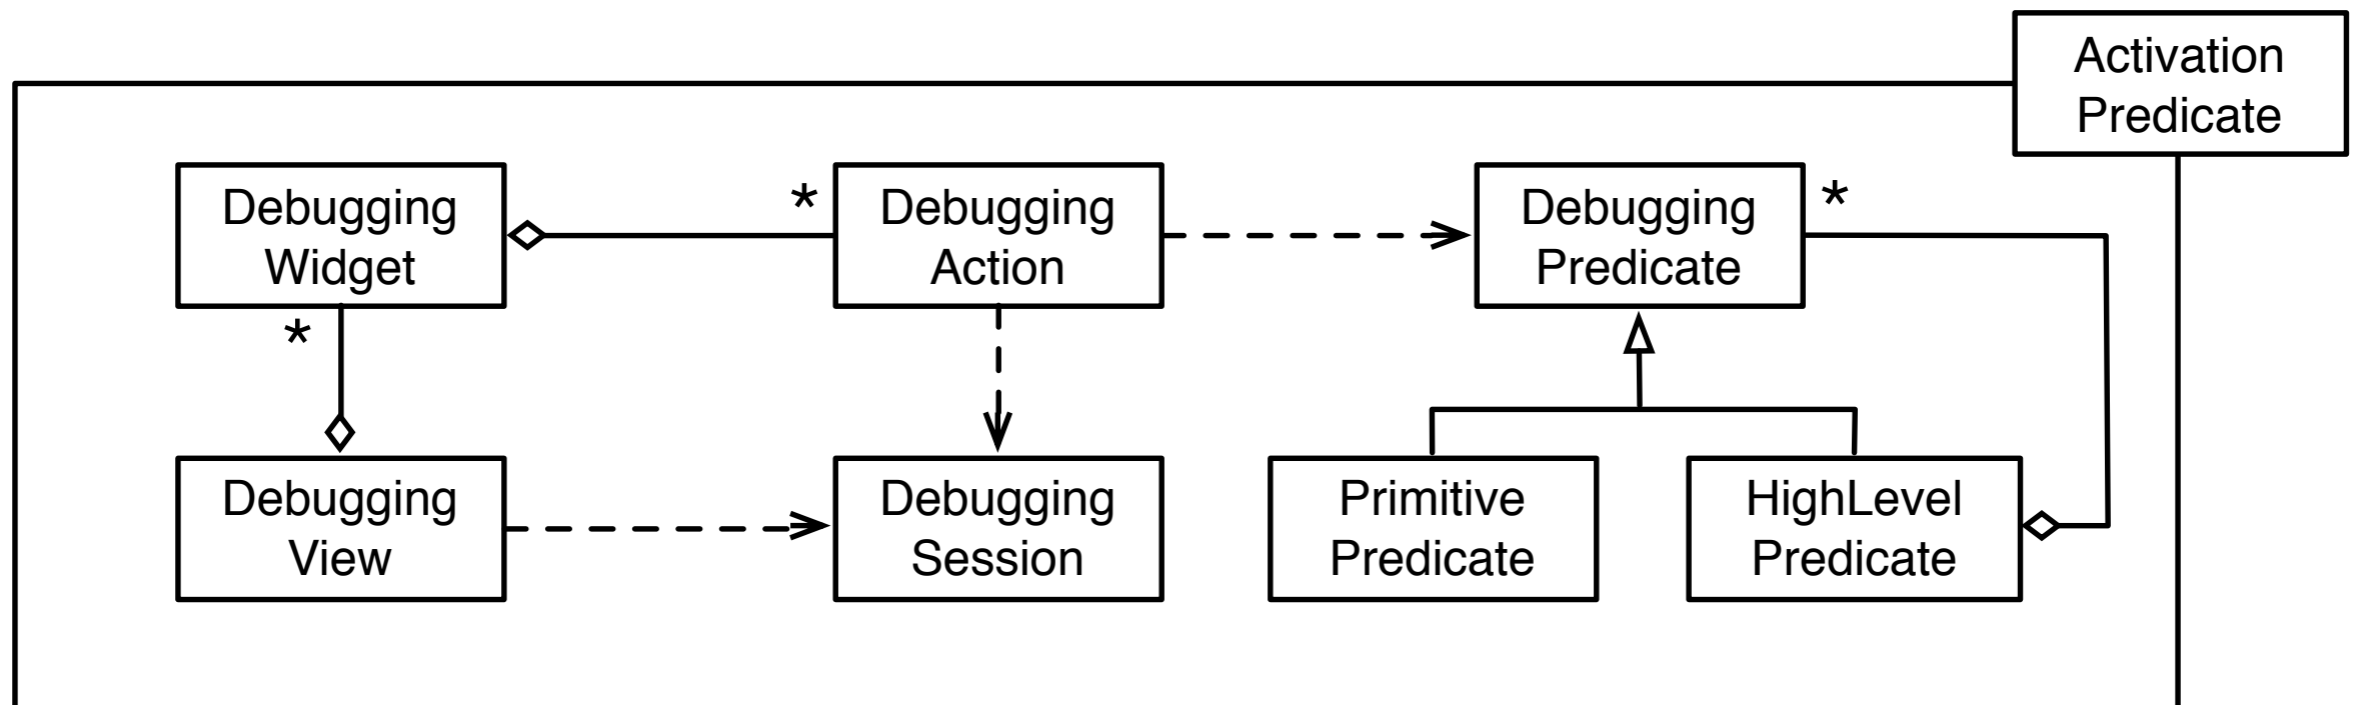 Activation
Predicate
Debugging
Widget
*
Debugging
Action
Debugging
Predicate
*
*
Debugging
View
Debugging
Session
Primitive
Predicate
HighLevel
Predicate